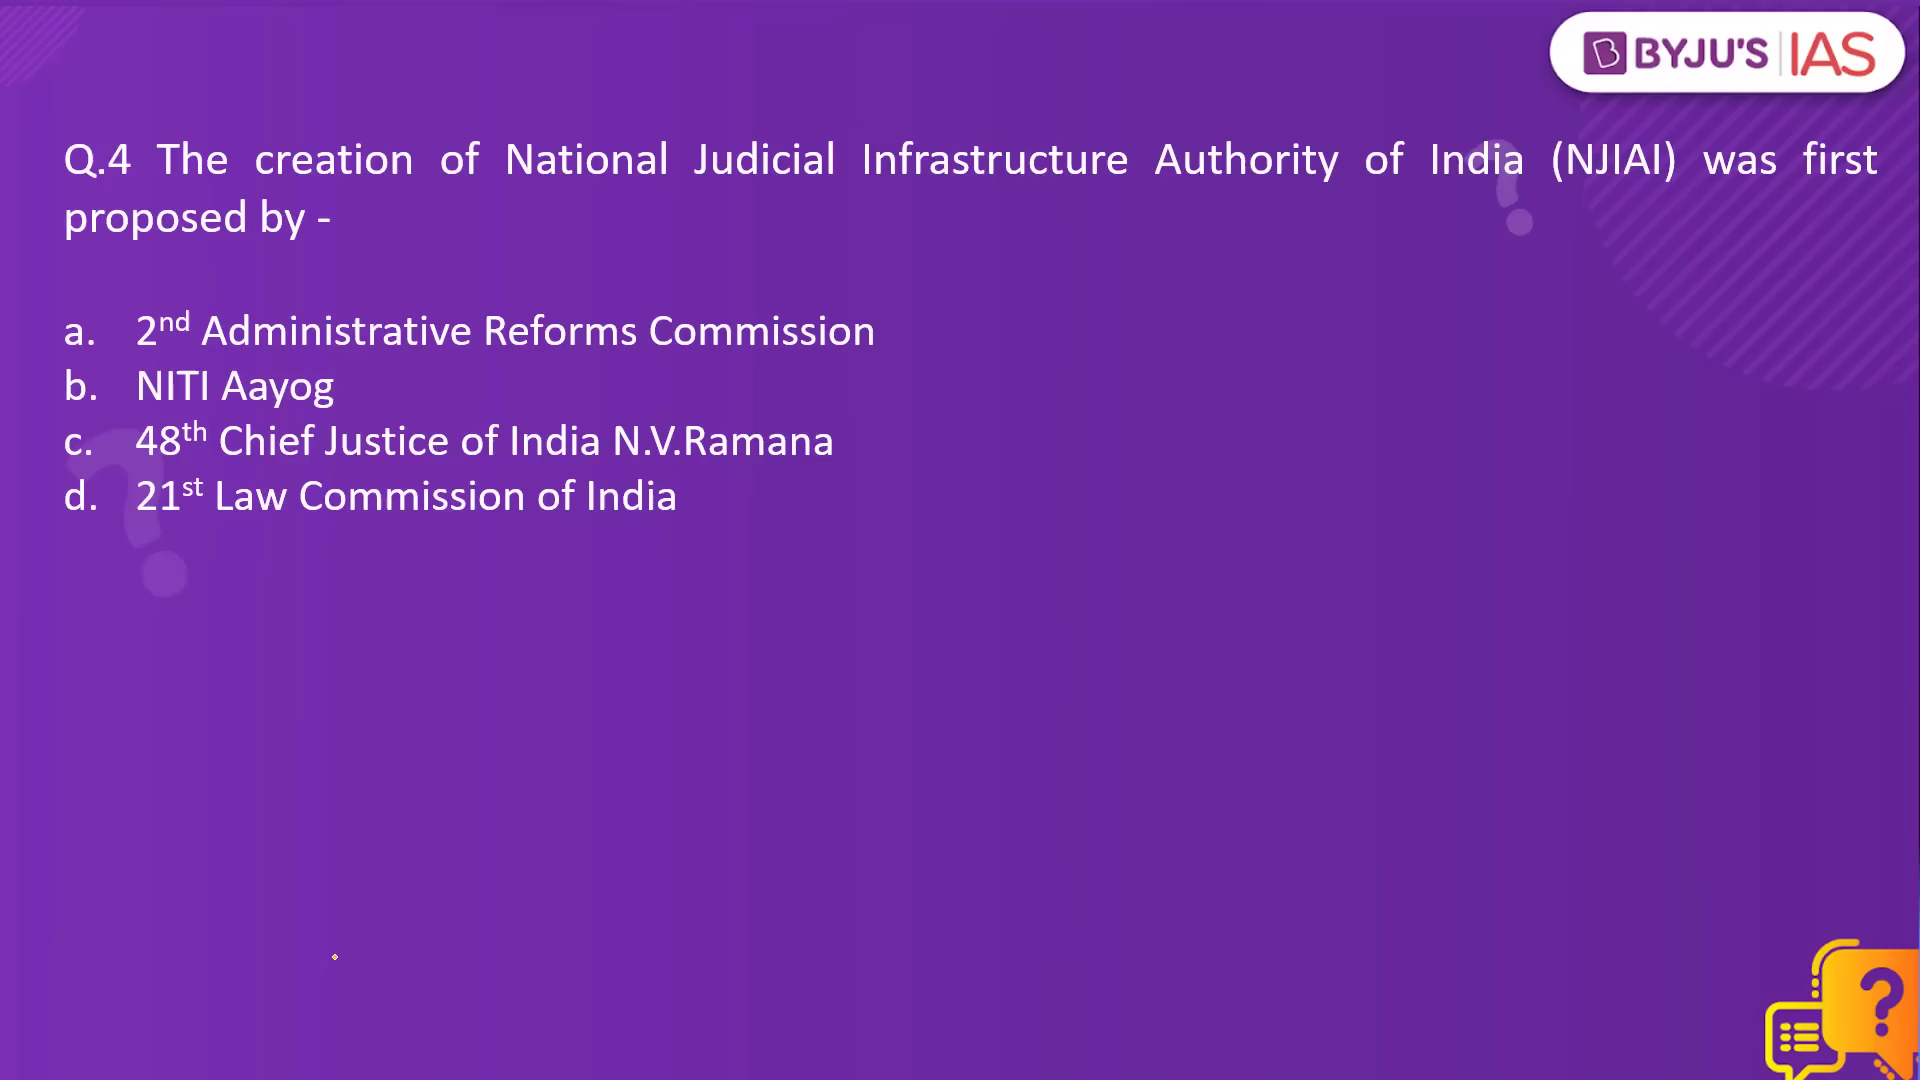 BYJU'S IAS
Q.4 The creation of National Judicial Infrastructure Authority of India (NJIAI) was first
proposed by -
a. 2nd Administrative Reforms Commission
b. NITI Aayog
c. 48th Chief Justice of India N.V.Ramana
d. 21st Law Commission of India